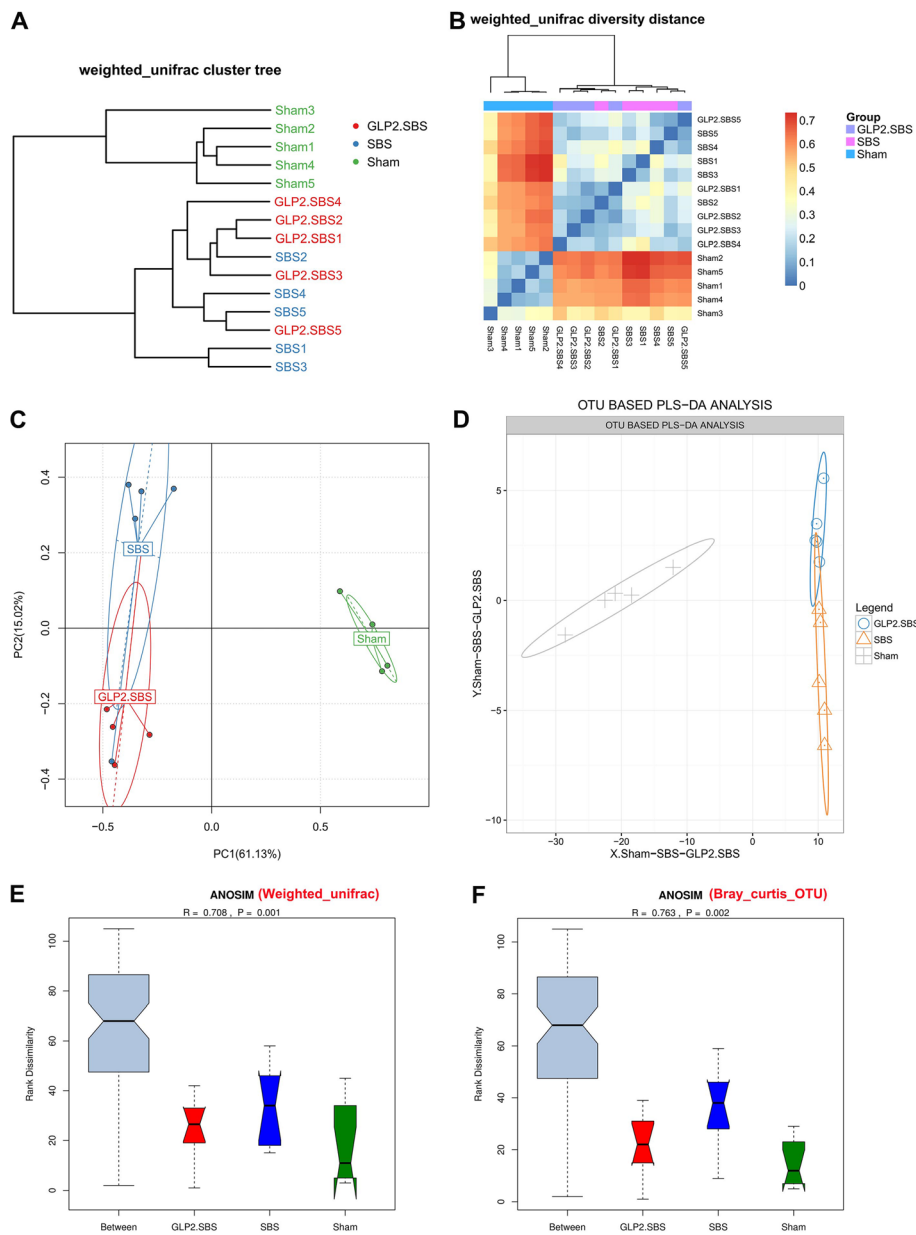 A
weighted_unifrac cluster tree
Sham3
Sham2
Sham1
Sham4
Sham5
GLP2.SBS4
GLP2.SBS2
GLP2.SBS1
SBS2
GLP2.SBS3
SBS4
SBS5
GLP2.SBS5
SBS1
SBS3
GLP2.SBS
SBS
Sham
B
weighted_unifrac diversity distance
GLP2.SBS5
SBS5
SBS4
SBS1
SBS3
GLP2.SBS1
SBS2
GLP2.SBS2
GLP2.SBS3
GLP2.SBS4
Sham2
Sham5
Sham1
Sham4
Sham3
Sham3
Sham4
Sham1
Sham5
Sham2
GLP2.SBS4
GLP2.SBS3
GLP2.SBS2
SBS2
GLP2.SBS1
SBS3
SBS1
SBS4
SBS5
GLP2.SBS5
0.7
0.6
0.5
0.4
0.3
0.2
0.1
0
Group
GLP2.SBS
SBS
Sham
C
PC2(15.02%)
0.4
0.2
0.0
−0.2
−0.4
SBS
GLP2.SBS
Sham
−0.5
0.0
0.5
PC1(61.13%)
D
OTU BASED PLS−DA ANALYSIS
OTU BASED PLS−DA ANALYSIS
Y.Sham−SBS−GLP2.SBS
5
0
−5
−10
−30
−20
−10
0
10
X.Sham−SBS−GLP2.SBS
Legend
GLP2.SBS
SBS
Sham
E
ANOSIM (Weighted_unifrac)
R = 0.708 , P = 0.001
Rank Dissimilarity
100
80
60
40
20
0
Between
GLP2.SBS
SBS
Sham
F
ANOSIM (Bray_curtis_OTU)
R = 0.763 , P = 0.002
Rank Dissimilarity
100
80
60
40
20
0
Between
GLP2.SBS
SBS
Sham